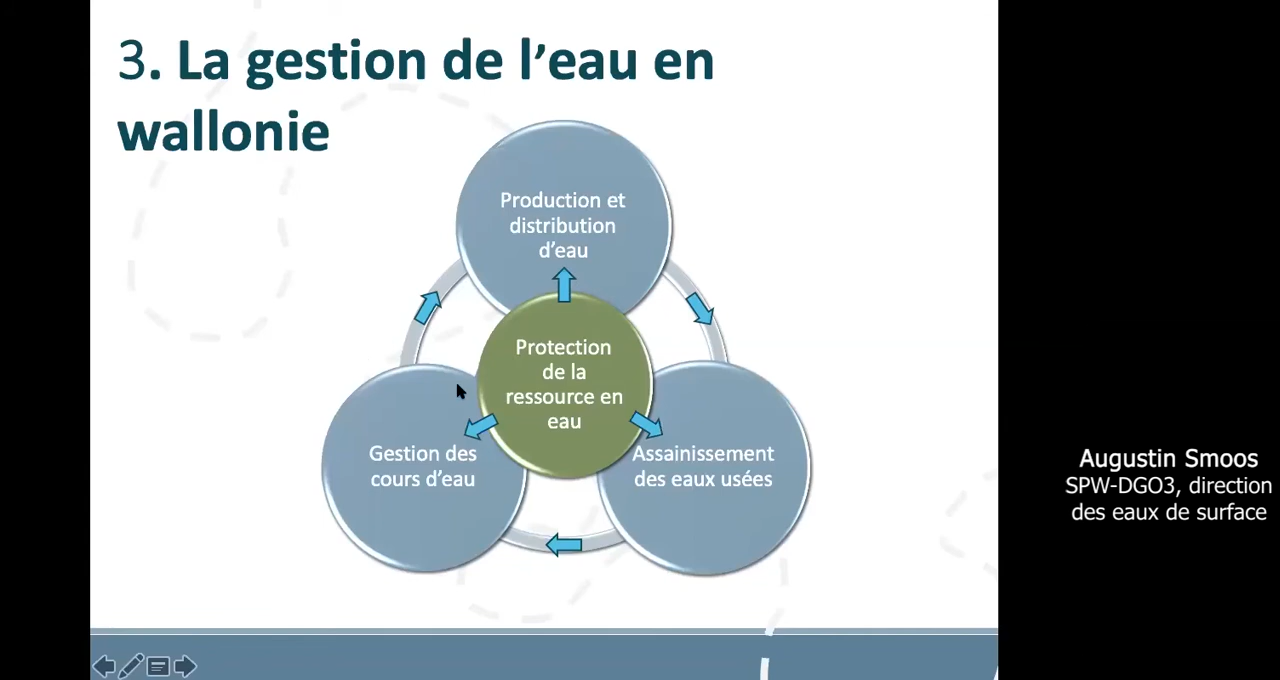 3. La gestion de l’eau en
wallonie
Production et
distribution
d’eau
Protection
de la
ressource en
eau
Gestion des
cours d’eau
Assainissement
des eaux usées
Augustin Smoos
SPW-DGO3, direction
des eaux de surface